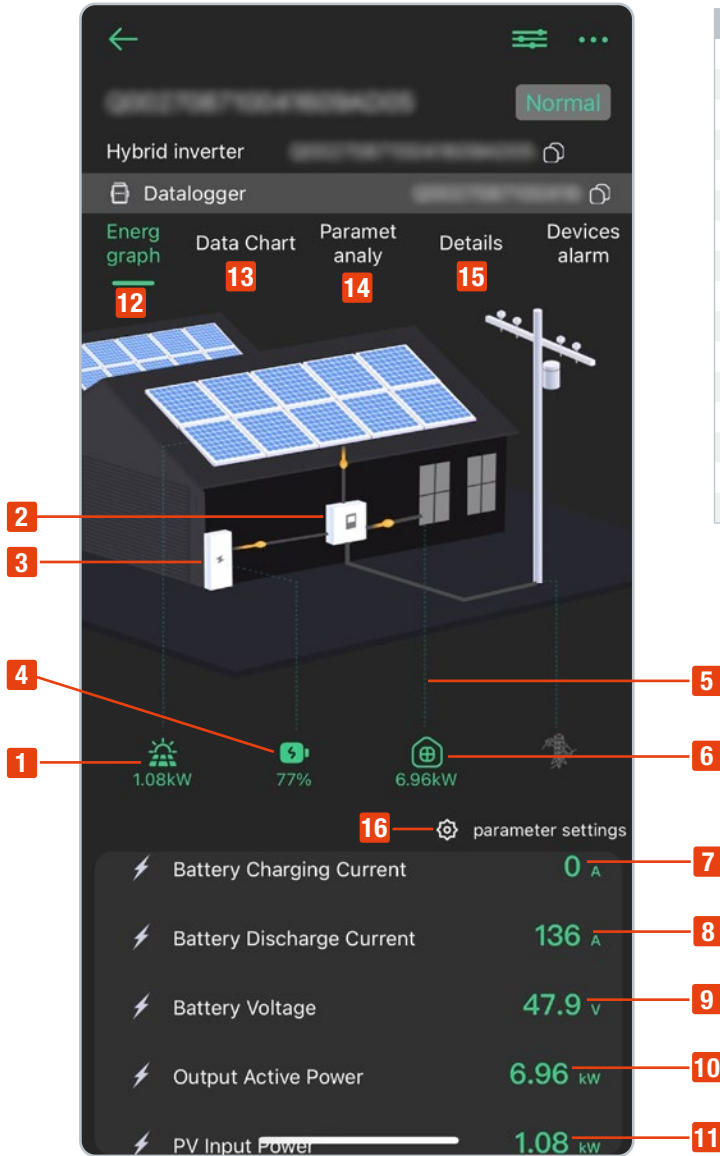 Normal
Hybrid inverter
Datalogger
Energ graph
Data Chart
Paramet analy
Details
Devices alarm
12
13
14
15
2
3
4
5
1
1.08kW
77%
6.96kW
6
16
parameter settings
Battery Charging Current 0 A 7
Battery Discharge Current 136 A 8
Battery Voltage 47.9 V 9
Output Active Power 6.96 kW 10
PV Input Power 1.08 kW 11